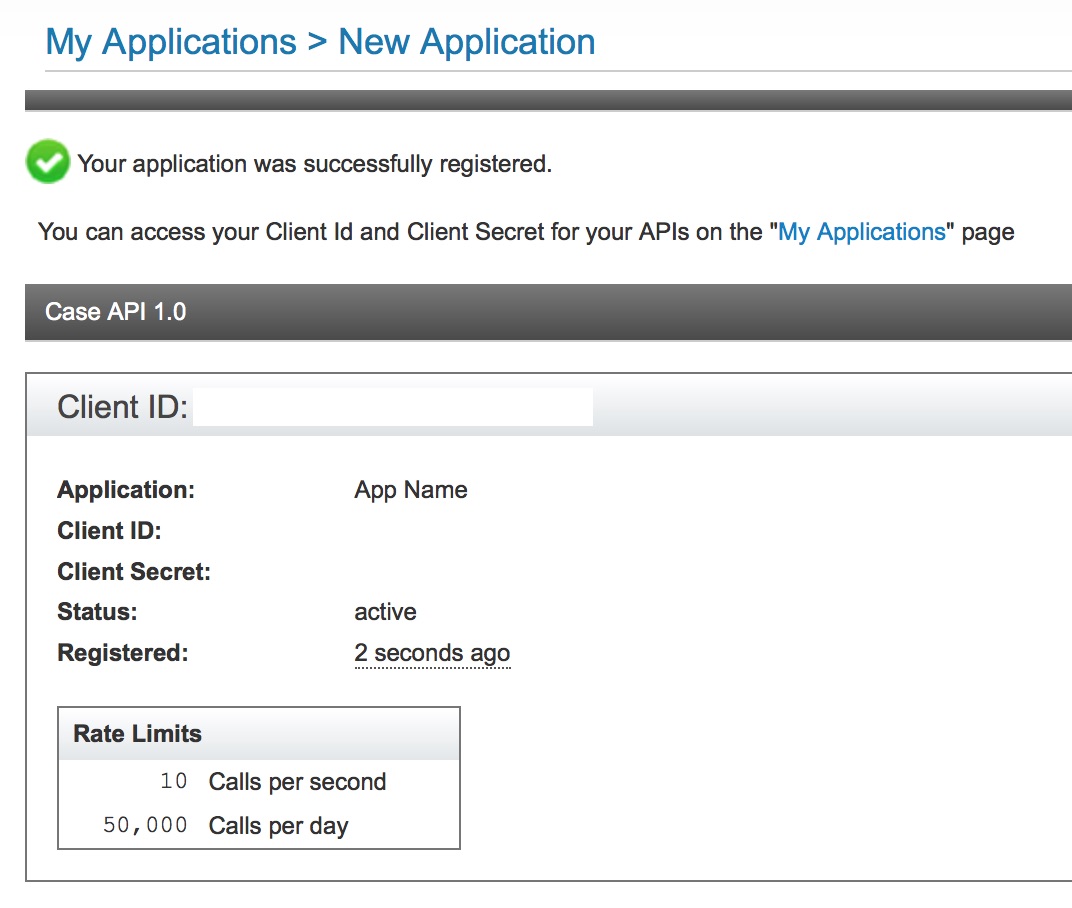 My Applications > New Application
Your application was successfully registered.
You can access your Client Id and Client Secret for your APIs on the "My Applications" page
Case API 1.0
Client ID:
Application: App Name
Client ID:
Client Secret:
Status: active
Registered: 2 seconds ago
Rate Limits
10 Calls per second
50,000 Calls per day